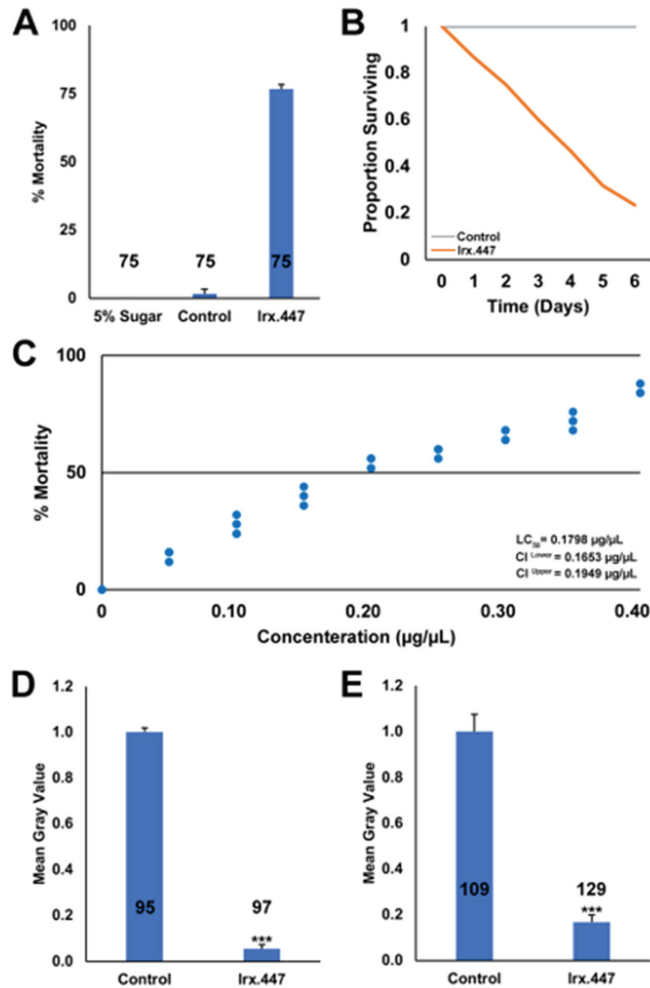 A
100
75
50
25
0
% Mortality
75
75
75
5% Sugar
Control
Irx.447
B
1
0.8
0.6
0.4
0.2
0
Proportion Surviving
Control
Irx.447
0 1 2 3 4 5 6
Time (Days)
C
100
50
0
% Mortality
LC50= 0.1798 µg/µL
CI Lower= 0.1653 µg/µL
CI Upper= 0.1949 µg/µL
0 0.10 0.20 0.30 0.40
Concenteration (µg/µL)
D
1.2
1.0
0.8
0.6
0.4
0.2
0.0
Mean Gray Value
95
97
***
Control
Irx.447
E
1.2
1.0
0.8
0.6
0.4
0.2
0.0
Mean Gray Value
109
129
***
Control
Irx.447